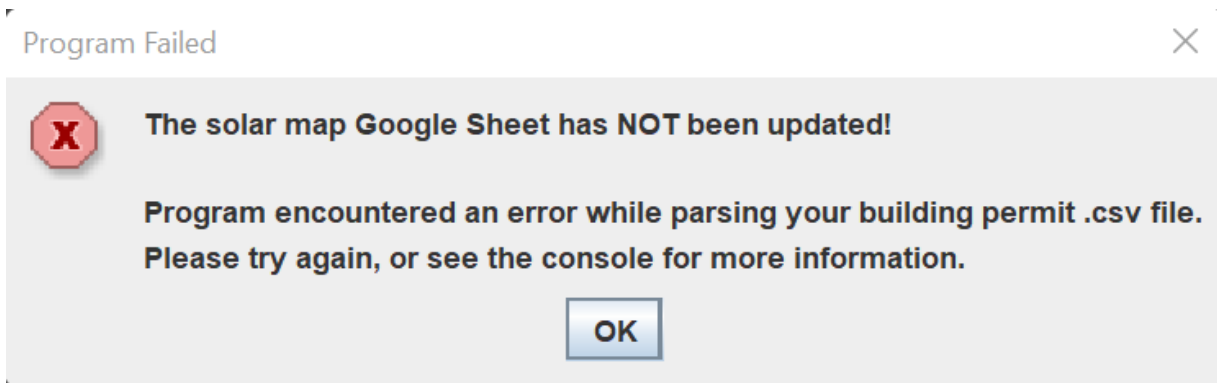 Program Failed
The solar map Google Sheet has NOT been updated!
Program encountered an error while parsing your building permit .csv file.
Please try again, or see the console for more information.
OK